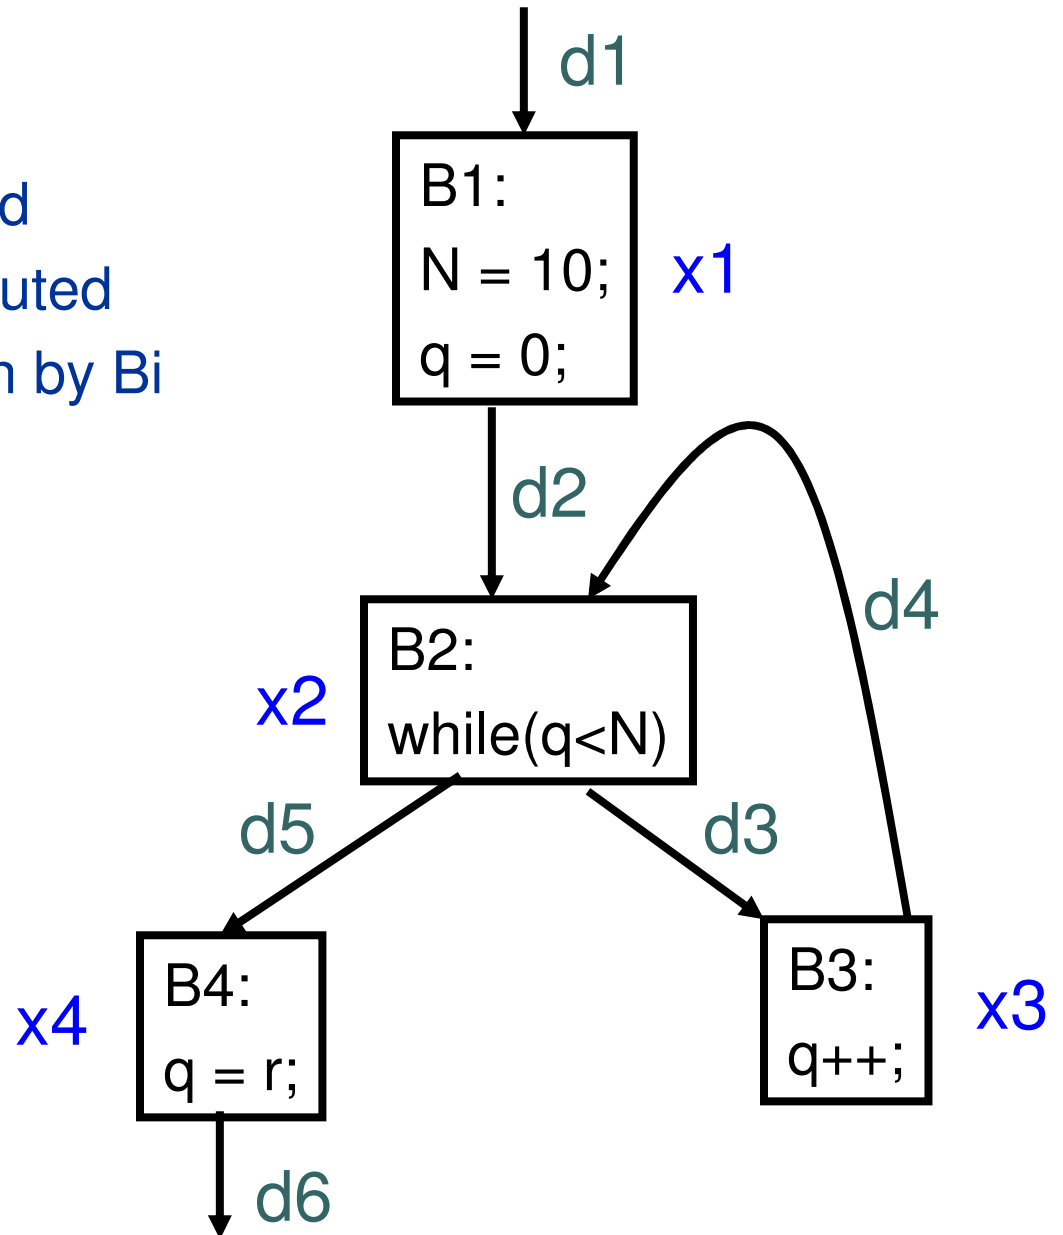 d1
B1:
N = 10;
q = 0;
x1
d
uted
by Bi
d2
d4
B2:
while(q<N)
x2
d5
d3
B4:
q = r;
x4
B3:
q++;
x3
d6